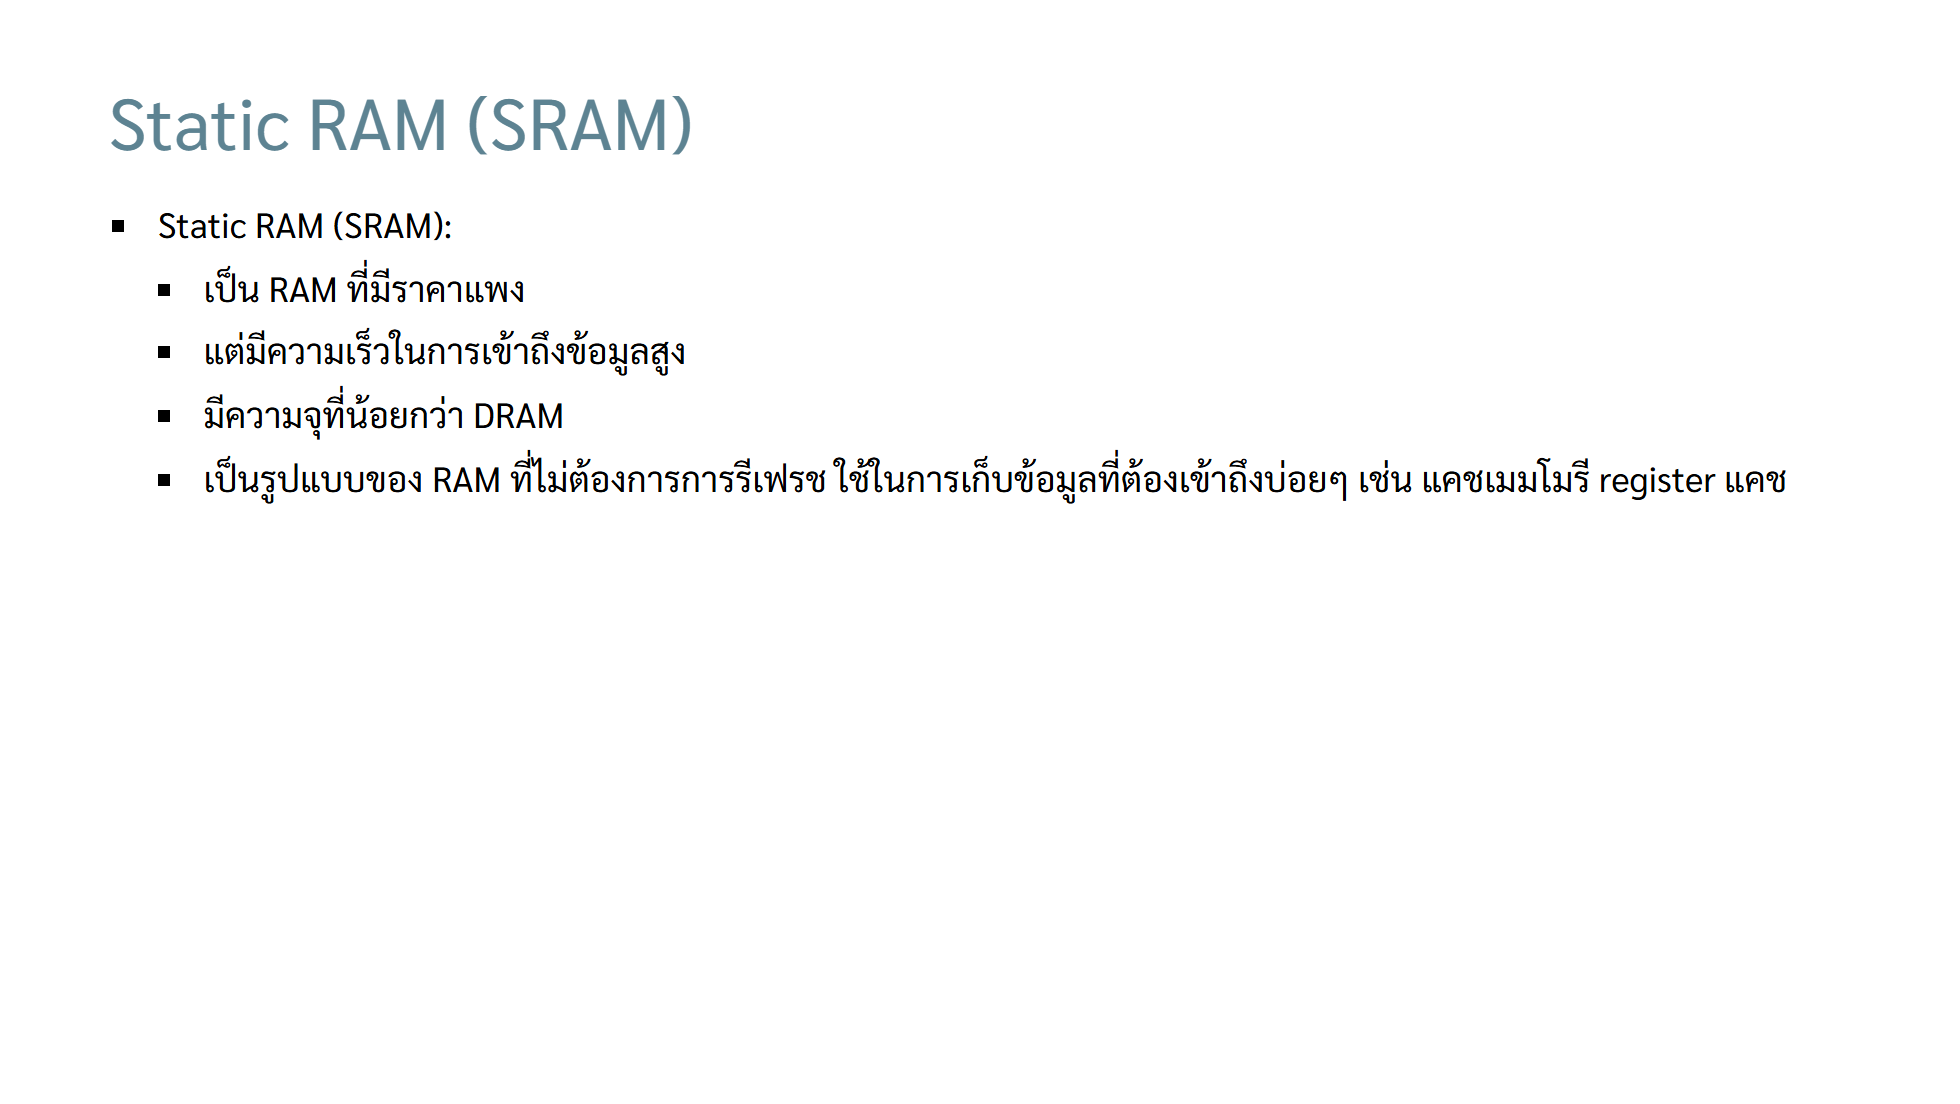 Static RAM (SRAM)
▪ Static RAM (SRAM):
▪ เป็น RAM ที่มีราคาแพง
▪ แต่มีความเร็วในการเข้าถึงข้อมูลสูง
▪ มีความจุที่น้อยกว่า DRAM
▪ เป็นรูปแบบของ RAM ที่ไม่ต้องการการรีเฟรช ใช้ในการเก็บข้อมูลที่ต้องเข้าถึงบ่อยๆ เช่น แคชเมมโมรี register แคช